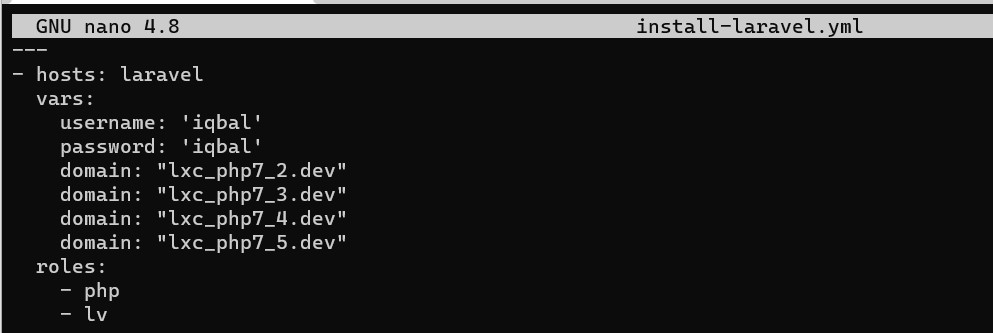 GNU nano 4.8 install-laravel.yml
---
- hosts: laravel
  vars:
    username: 'iqbal'
    password: 'iqbal'
    domain: "lxc_php7_2.dev"
    domain: "lxc_php7_3.dev"
    domain: "lxc_php7_4.dev"
    domain: "lxc_php7_5.dev"
  roles:
    - php
    - lv